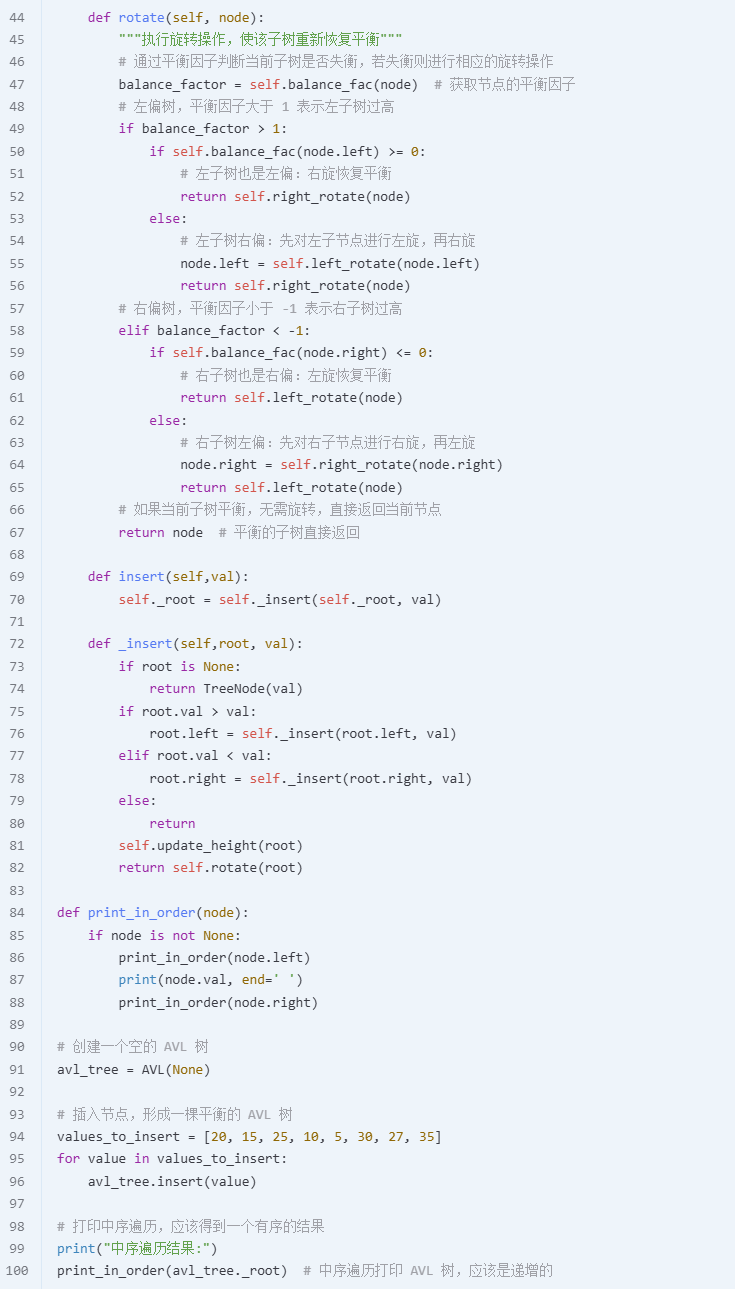 44 def rotate(self, node):
45 """执行旋转操作，使该子树重新恢复平衡"""
46 # 通过平衡因子判断当前子树是否失衡，若失衡则进行相应的旋转操作
47 balance_factor = self.balance_fac(node) # 获取节点的平衡因子
48 # 左偏树，平衡因子大于 1 表示左子树过高
49 if balance_factor > 1:
50 if self.balance_fac(node.left) >= 0:
51 # 左子树也是左偏：右旋恢复平衡
52 return self.right_rotate(node)
53 else:
54 # 左子树右偏：先对左子节点进行左旋，再右旋
55 node.left = self.left_rotate(node.left)
56 return self.right_rotate(node)
57 # 右偏树，平衡因子小于 -1 表示右子树过高
58 elif balance_factor < -1:
59 if self.balance_fac(node.right) <= 0:
60 # 右子树也是右偏：左旋恢复平衡
61 return self.left_rotate(node)
62 else:
63 # 右子树左偏：先对右子节点进行右旋，再左旋
64 node.right = self.right_rotate(node.right)
65 return self.left_rotate(node)
66 # 如果当前子树平衡，无需旋转，直接返回当前节点
67 return node # 平衡的子树直接返回
68
69 def insert(self,val):
70 self._root = self._insert(self._root, val)
71
72 def _insert(self,root, val):
73 if root is None:
74 return TreeNode(val)
75 if root.val > val:
76 root.left = self._insert(root.left, val)
77 elif root.val < val:
78 root.right = self._insert(root.right, val)
79 else:
80 return
81 self.update_height(root)
82 return self.rotate(root)
83
84 def print_in_order(node):
85 if node is not None:
86 print_in_order(node.left)
87 print(node.val, end=' ')
88 print_in_order(node.right)
89
90 # 创建一个空的 AVL 树
91 avl_tree = AVL(None)
92
93 # 插入节点，形成一棵平衡的 AVL 树
94 values_to_insert = [20, 15, 25, 10, 5, 30, 27, 35]
95 for value in values_to_insert:
96 avl_tree.insert(value)
97
98 # 打印中序遍历，应该得到一个有序的结果
99 print("中序遍历结果:")
100 print_in_order(avl_tree._root) # 中序遍历打印 AVL 树，应该是递增的